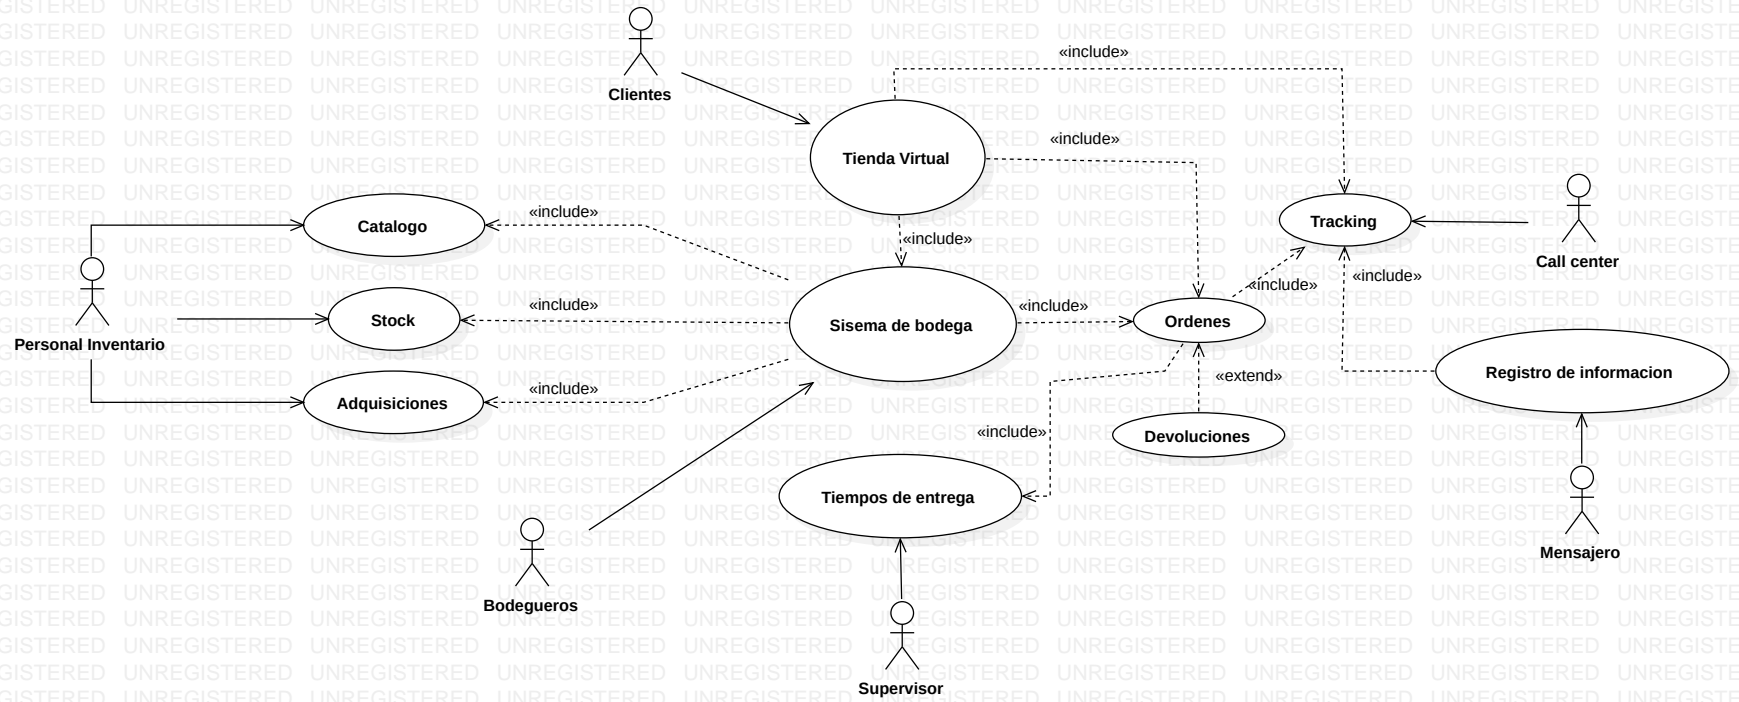 Clientes
«include»
Tienda Virtual
«include»
Catalogo
«include»
Tracking
«include»
Call center
«include»
«include»
Personal Inventario
Stock
«include»
Sisema de bodega
«include»
Ordenes
Adquisiciones
«include»
«extend»
Registro de informacion
Devoluciones
«include»
Tiempos de entrega
Mensajero
Bodegueros
Supervisor
UNREGISTERED